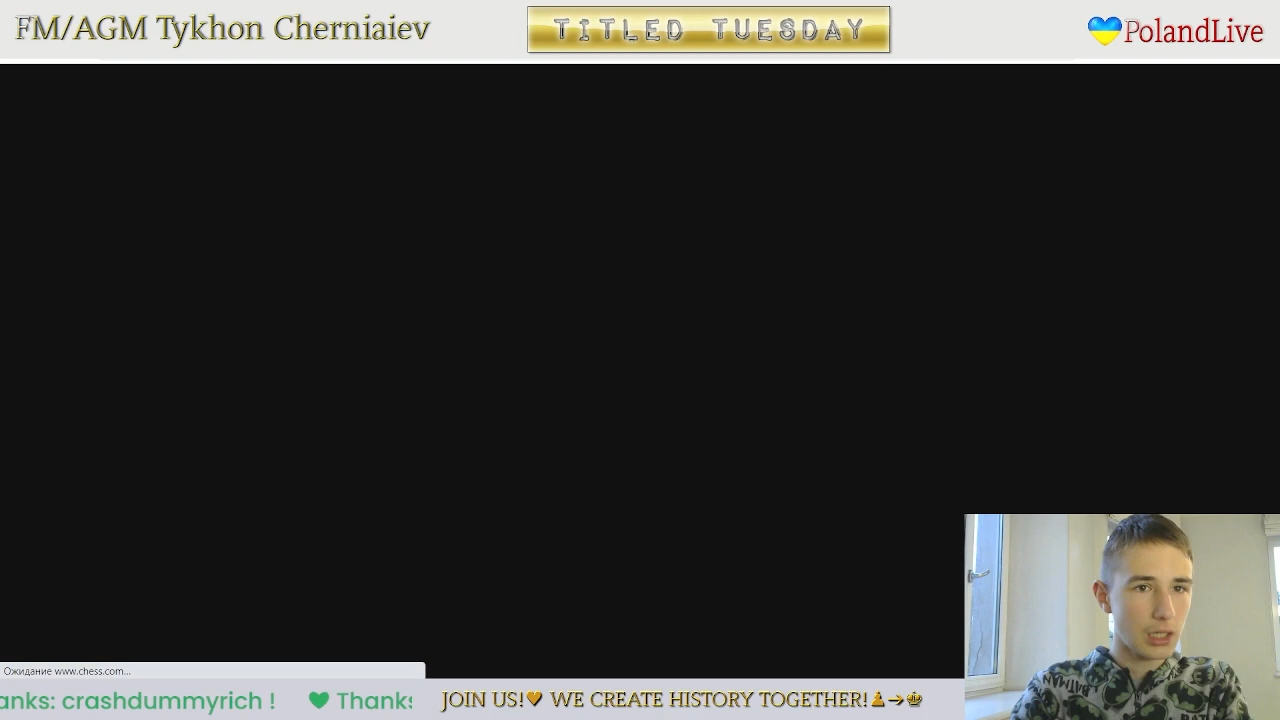 FM/AGM Tykhon Cherniaiev
TITLED TUESDAY
PolandLive
Ожидание www.chess.com...
anks: crashdummyrich !
Thanks
JOIN US!🧡 WE CREATE HISTORY TOGETHER!♟➔♚
BATMAN